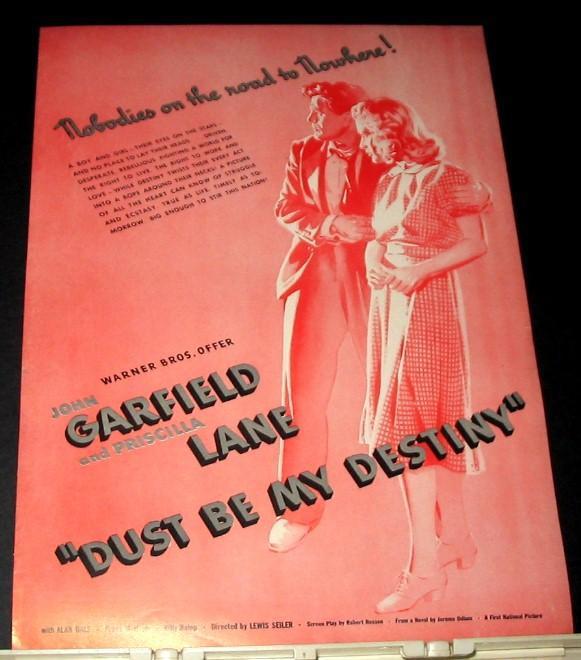 Nobodies on the road to Nowhere!
A BOY AND GIRL - THEIR EYES ON THE STARS -
AND NO PLACE TO LAY THEIR HEADS DRIVEN,
DESPERATE, REBELLIOUS, FIGHTING A WORLD FOR
THE RIGHT TO LIVE, THE RIGHT TO WORK AND
LOVE - WHILE DESTINY TWISTS THEIR EVERY ACT
INTO A ROPE AROUND THEIR NECKS! A PICTURE
OF ALL THE HEART CAN KNOW OF STRUGGLE
AND ECSTASY. TRUE AS LIFE. TIMELY AS TO-
MORROW. BIG ENOUGH TO STIR THIS NATION!
WARNER BROS. OFFER
JOHN
GARFIELD
and PRISCILLA
LANE
"DUST BE MY DESTINY"
with ALAN HALE • Directed by LEWIS SEILER • Screen Play by Robert Rossen • From a Novel by Jerome Odlum • A First National Picture